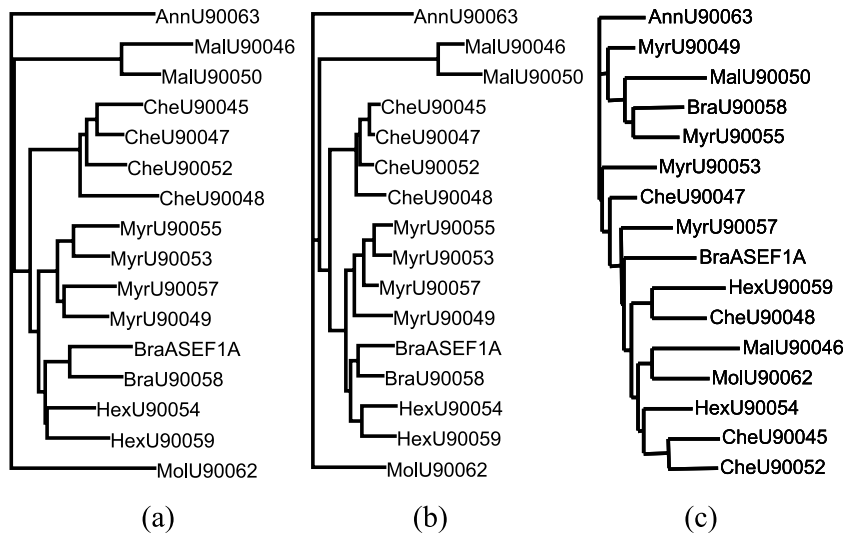 AnnU90063
MalU90046
MalU90050
CheU90045
CheU90047
CheU90052
CheU90048
MyrU90055
MyrU90053
MyrU90057
MyrU90049
BraASEF1A
BraU90058
HexU90054
HexU90059
MolU90062
(a)
AnnU90063
MalU90046
MalU90050
CheU90045
CheU90047
CheU90052
CheU90048
MyrU90055
MyrU90053
MyrU90057
MyrU90049
BraASEF1A
BraU90058
HexU90054
HexU90059
MolU90062
(b)
AnnU90063
MyrU90049
MalU90050
BraU90058
MyrU90055
MyrU90053
CheU90047
MyrU90057
BraASEF1A
HexU90059
CheU90048
MalU90046
MolU90062
HexU90054
CheU90045
CheU90052
(c)